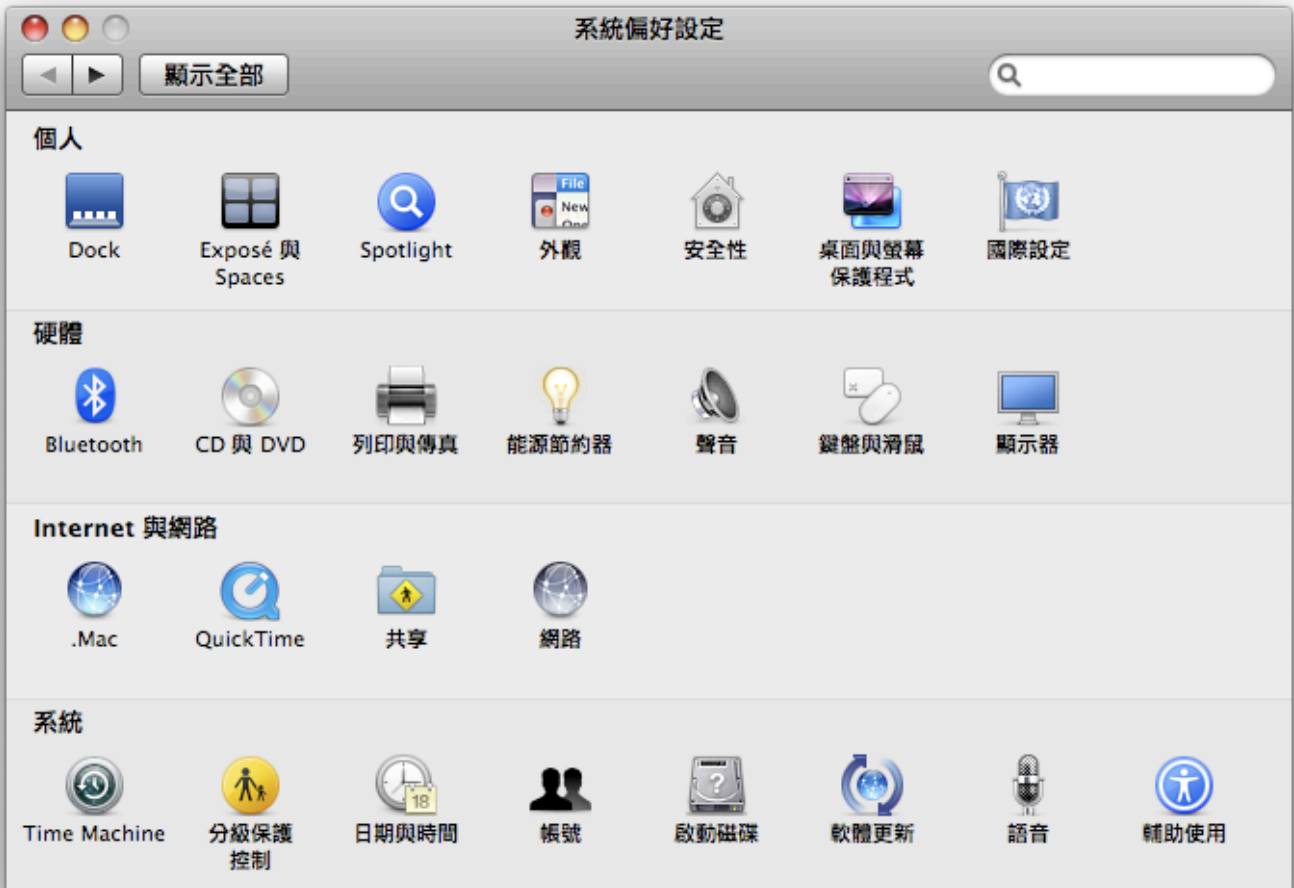 系統偏好設定
顯示全部
個人
Dock
Exposé 與
Spaces
Spotlight
File
New
One
外觀
安全性
桌面與螢幕
保護程式
國際設定
硬體
Bluetooth
CD 與 DVD
列印與傳真
能源節約器
聲音
鍵盤與滑鼠
顯示器
Internet 與網路
.Mac
QuickTime
共享
網路
系統
Time Machine
分級保護
控制
18
日期與時間
帳號
?
啟動磁碟
軟體更新
語音
輔助使用